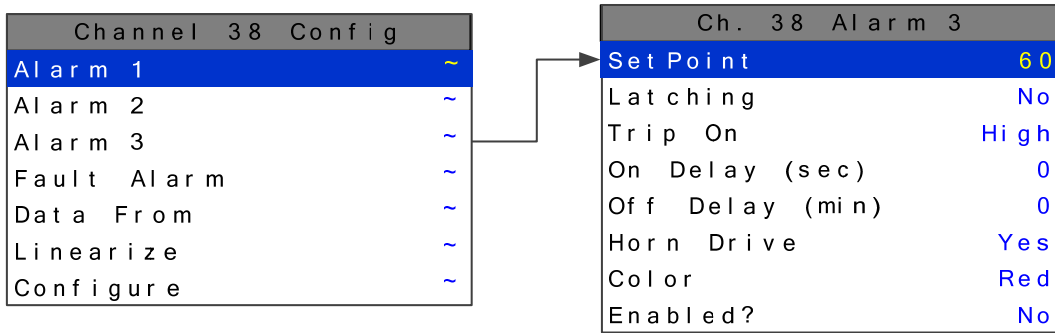 Channel 38 Config
Alarm 1 ~
Alarm 2 ~
Alarm 3 ~
Fault Alarm ~
Data From ~
Linearize ~
Configure ~
Ch. 38 Alarm 3
SetPoint 60
Latching No
Trip On High
On Delay (sec) 0
Off Delay (min) 0
Horn Drive Yes
Color Red
Enabled? No